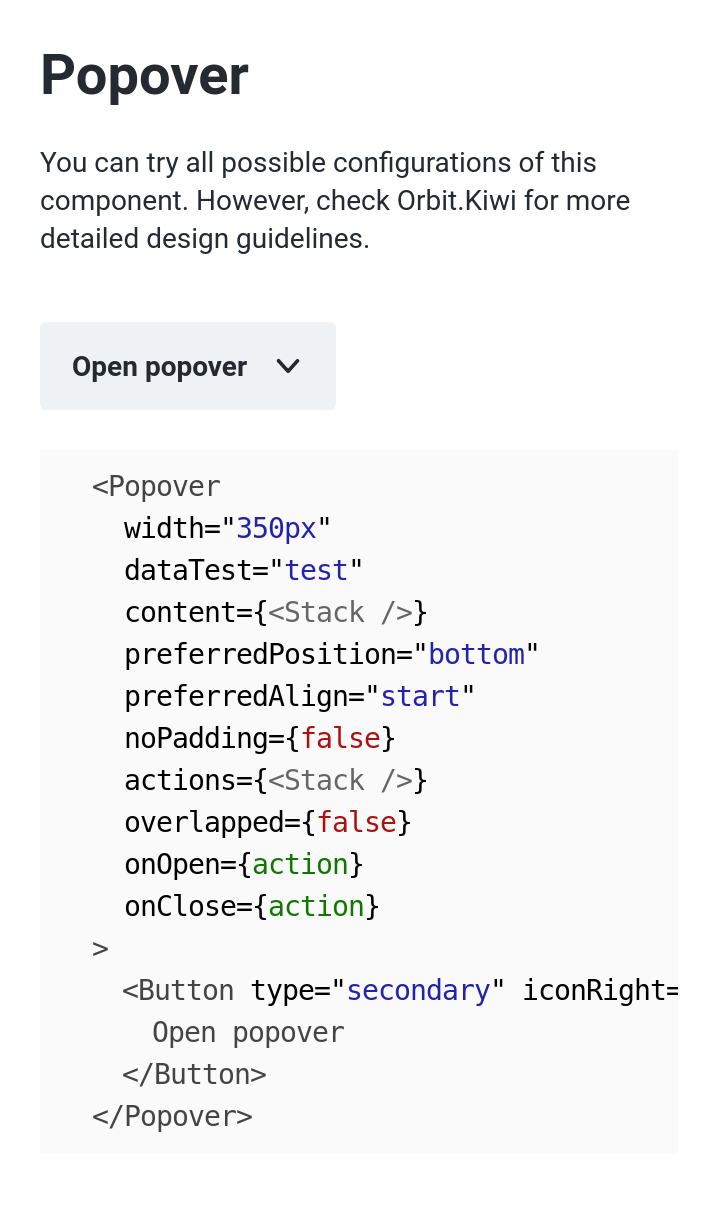 Popover
You can try all possible configurations of this
component. However, check Orbit.Kiwi for more
detailed design guidelines.
Open popover
<Popover
width="350px"
dataTest="test"
content={<Stack />}
preferredPosition="bottom"
preferredAlign="start"
noPadding={false}
actions={<Stack />}
overlapped={false}
onOpen={action}
onClose={action}
>
<Button type="secondary" iconRight=
Open popover
</Button>
</Popover>